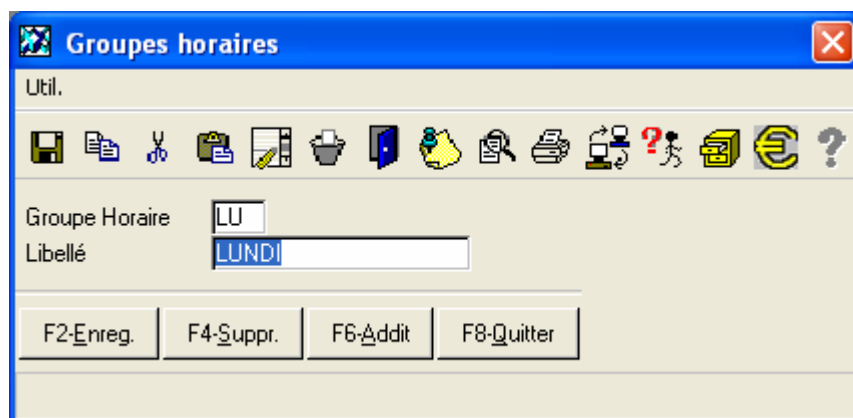 Groupes horaires
Util.
Groupe Horaire LU
Libellé LUNDI
F2-Enreg. F4-Suppr. F6-Addit F8-Quitter